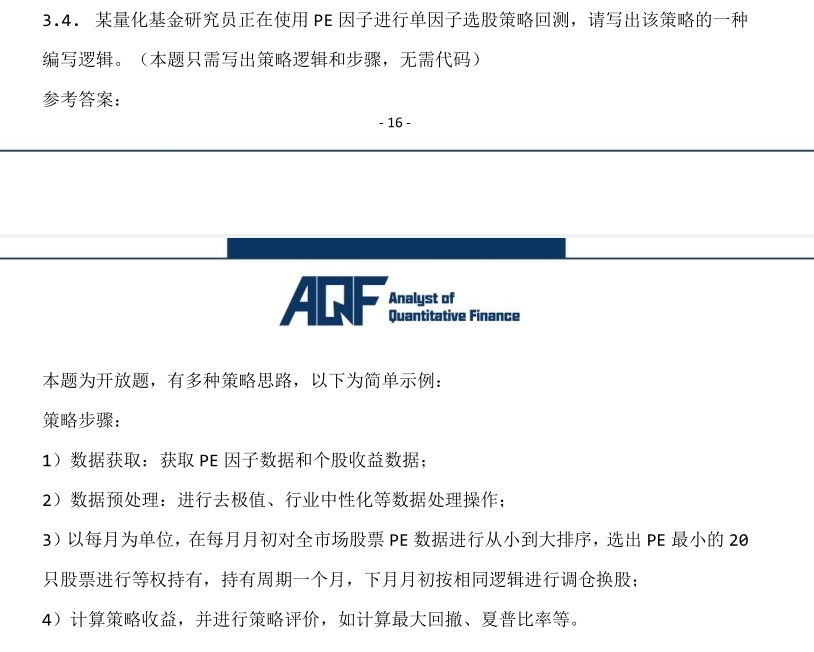 3.4. 某量化基金研究员正在使用 PE 因子进行单因子选股策略回测，请写出该策略的一种
编写逻辑。（本题只需写出策略逻辑和步骤，无需代码）
参考答案：
- 16 -
AQF Analyst of
Quantitative Finance
本题为开放题，有多种策略思路，以下为简单示例：
策略步骤：
1）数据获取：获取 PE 因子数据和个股收益数据；
2）数据预处理：进行去极值、行业中性化等数据处理操作；
3）以每月为单位，在每月月初对全市场股票 PE 数据进行从小到大排序，选出 PE 最小的 20
只股票进行等权持有，持有周期一个月，下月月初按相同逻辑进行调仓换股；
4）计算策略收益，并进行策略评价，如计算最大回撤、夏普比率等。